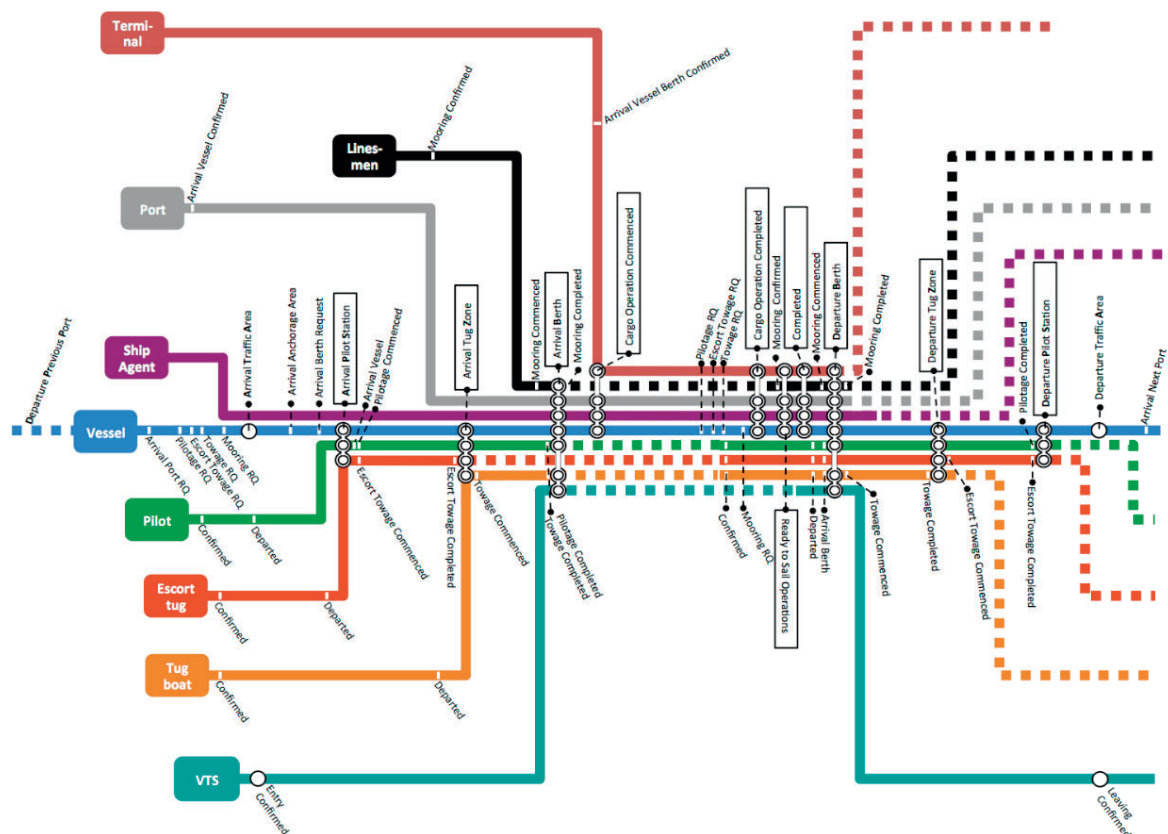 Termi-
nal
Arrival Vessel Berth Confirmed
Lines-
men
Mooring Confirmed
Port
Arrival Vessel Confirmed
Ship
Agent
Departure Previous Port
Vessel
Arrival Port RQ
Pilotage RQ
Escort Towage RQ
Towage RQ
Mooring RQ
Arrival Traffic Area
Arrival Anchorage Area
Arrival Berth Request
Arrival Pilot Station
Arrival Vessel
Pilotage Commenced
Escort Towage Commenced
Arrival Tug Zone
Escort Towage Completed
Towage Commenced
Mooring Commenced
Arrival Berth
Mooring Completed
Pilotage Completed
Towage Completed
Cargo Operation Commenced
Pilotage RQ
Escort Towage RQ
Towage RQ
Confirmed
Mooring RQ
Cargo Operation Completed
Mooring Confirmed
Completed
Ready to Sail Operations
Mooring Commenced
Departed
Arrival Berth
Departure Berth
Mooring Completed
Towage Commenced
Departure Tug Zone
Towage Completed
Escort Towage Commenced
Pilotage Completed
Escort Towage Completed
Departure Pilot Station
Departure Traffic Area
Arrival Next Port
Pilot
Confirmed
Departed
Escort
tug
Confirmed
Departed
Tug
boat
Confirmed
Departed
VTS
Entry
Confirmed
Leaving
Confirmed